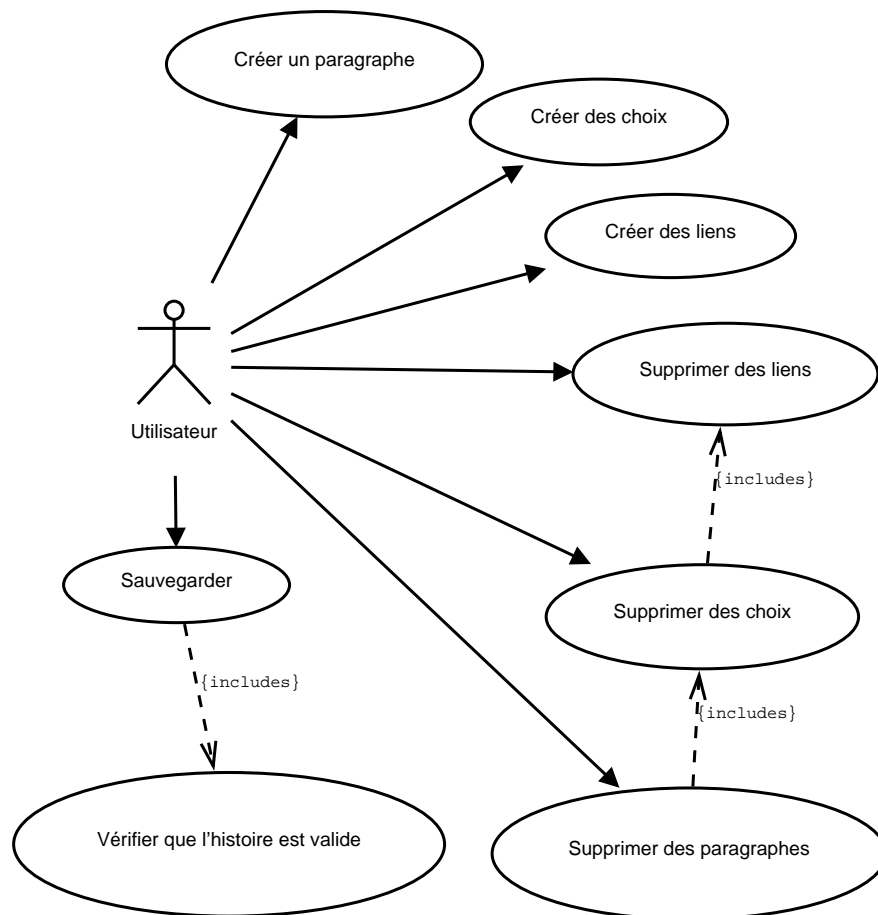 Créer un paragraphe
Créer des choix
Créer des liens
Supprimer des liens
Utilisateur
{includes}
Sauvegarder
Supprimer des choix
{includes}
{includes}
Vérifier que l’histoire est valide
Supprimer des paragraphes